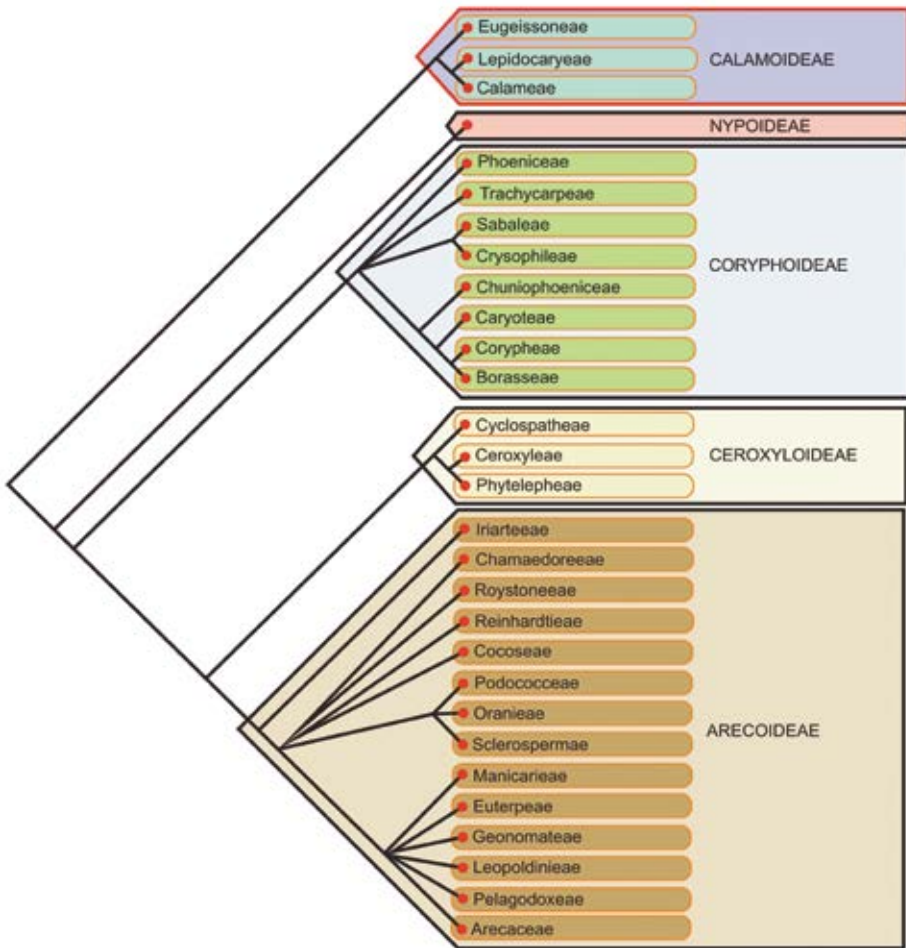 Eugeissoneae
Lepidocaryeae
Calameae
CALAMOIDEAE
NYPOIDEAE
Phoeniceae
Trachycarpeae
Sabaleae
Crysophileae
Chuniophoeniceae
Caryoteae
Corypheae
Borasseae
CORYPHOIDEAE
Cyclospatheae
Ceroxyleae
Phytelepheae
CEROXYLOIDEAE
Iriarteeae
Chamaedoreeae
Roystoneeae
Reinhardtieae
Cocoseae
Podococceae
Oranieae
Sclerospermae
Manicarieae
Euterpeae
Geonomateae
Leopoldinieae
Pelagodoxeae
Arecaceae
ARECOIDEAE